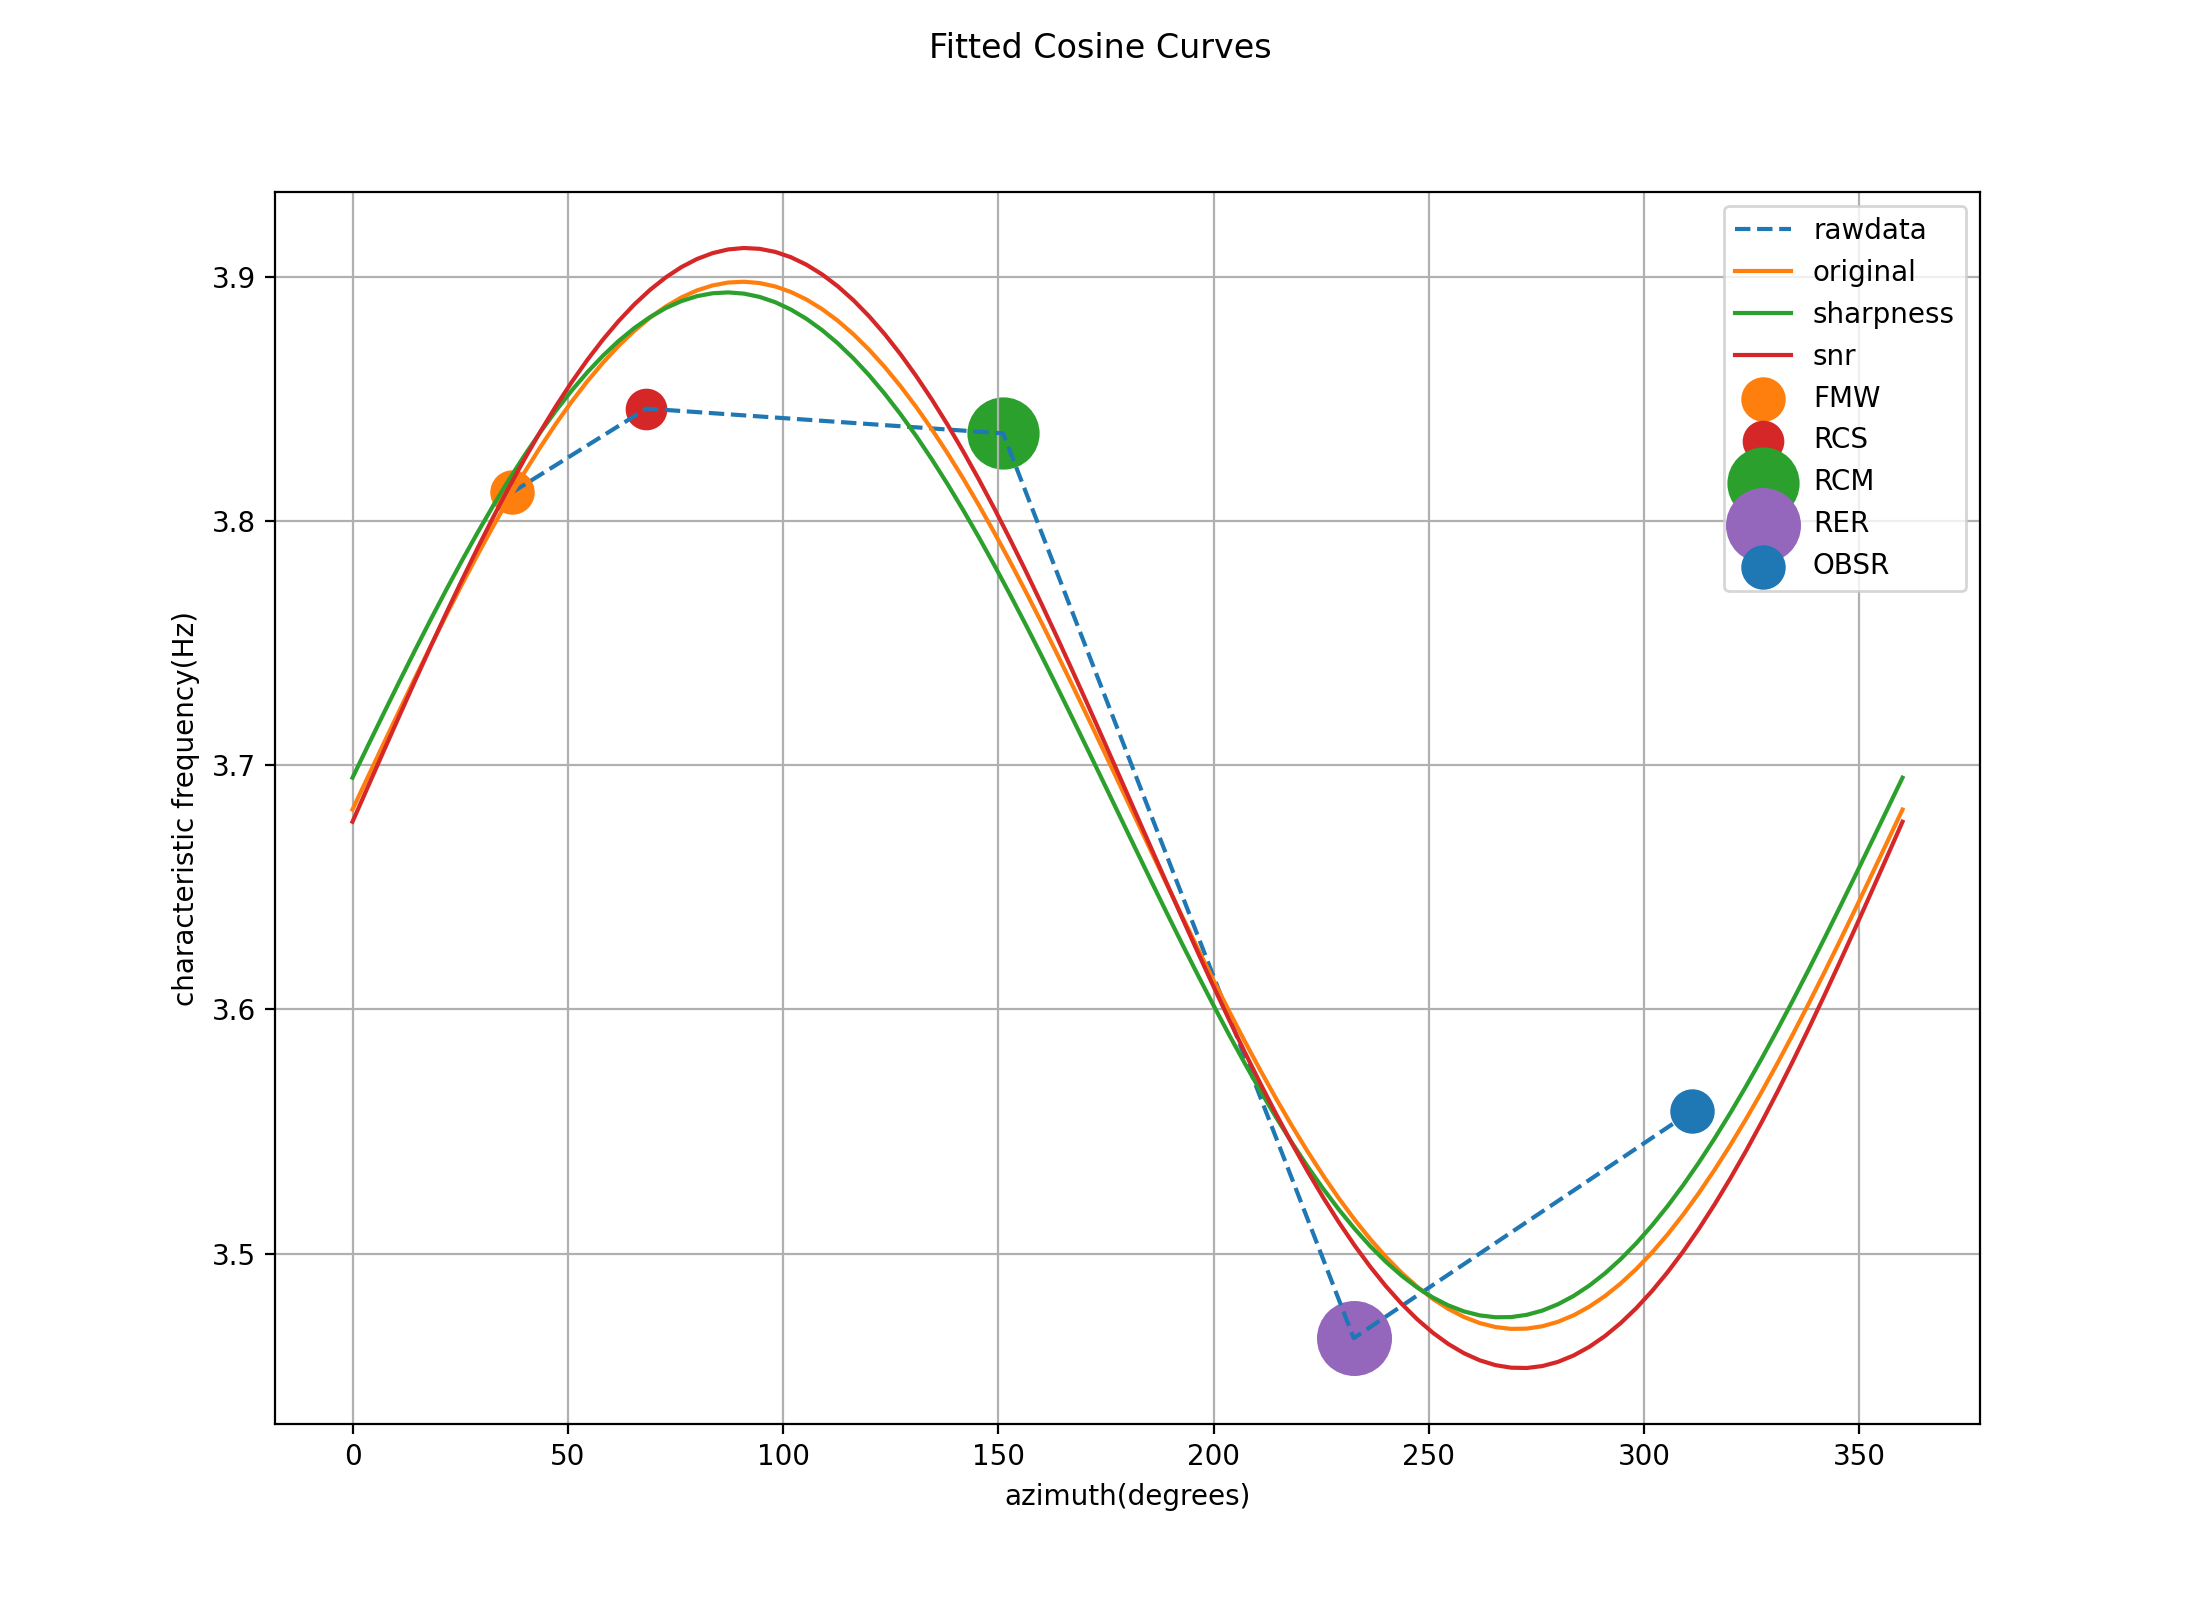 Fitted Cosine Curves
rawdata
original
sharpness
snr
FMW
RCS
RCM
RER
OBSR
3.9
3.8
3.7
3.6
3.5
characteristic frequency(Hz)
0 50 100 150 200 250 300 350
azimuth(degrees)